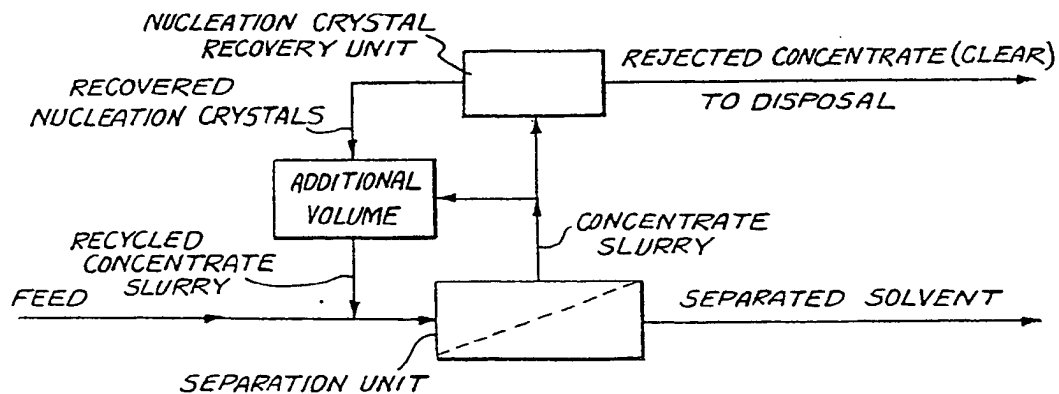 NUCLEATION CRYSTAL
RECOVERY UNIT
REJECTED CONCENTRATE (CLEAR)
TO DISPOSAL
RECOVERED
NUCLEATION CRYSTALS
ADDITIONAL
VOLUME
CONCENTRATE
SLURRY
RECYCLED
CONCENTRATE
SLURRY
FEED
SEPARATED SOLVENT
SEPARATION UNIT